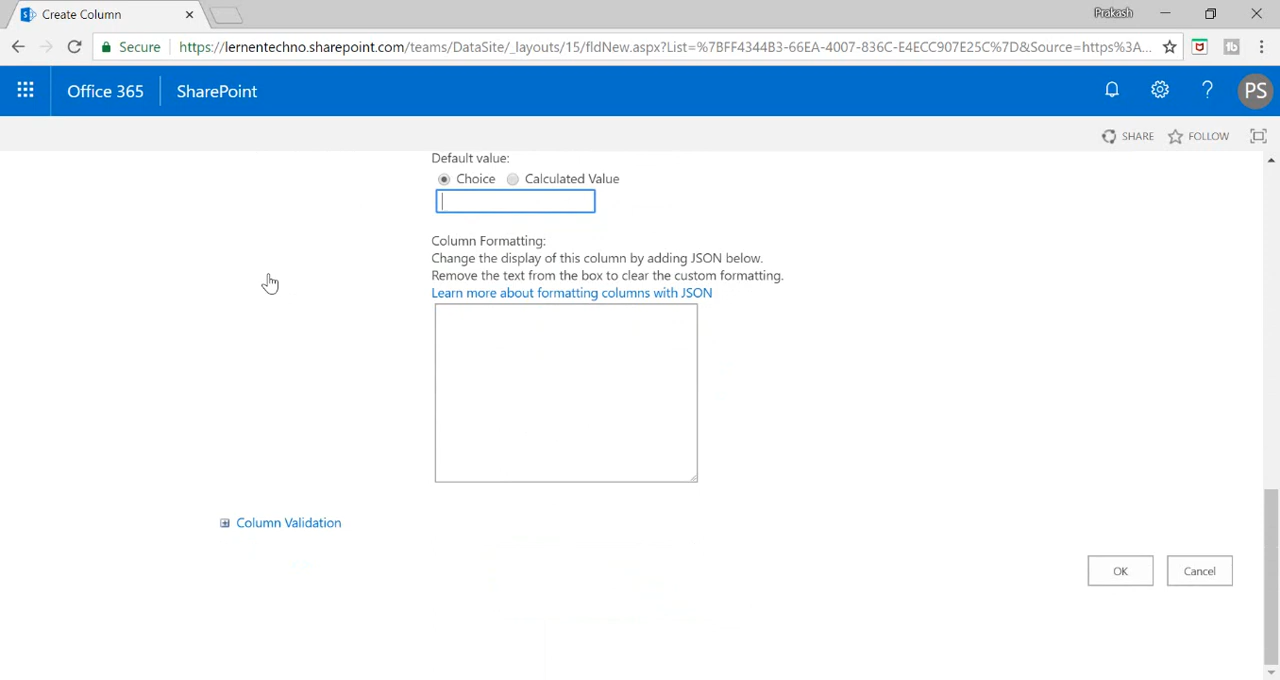 Create Column
Prakash
Secure
https://lernentechno.sharepoint.com/teams/DataSite/_layouts/15/fldNew.aspx?List=%7BFF4344B3-66EA-4007-836C-E4ECC907E25C%7D&Source=https%3A...
Office 365
SharePoint
PS
SHARE
FOLLOW
Default value:
Choice
Calculated Value
Column Formatting:
Change the display of this column by adding JSON below.
Remove the text from the box to clear the custom formatting.
Learn more about formatting columns with JSON
Column Validation
OK
Cancel